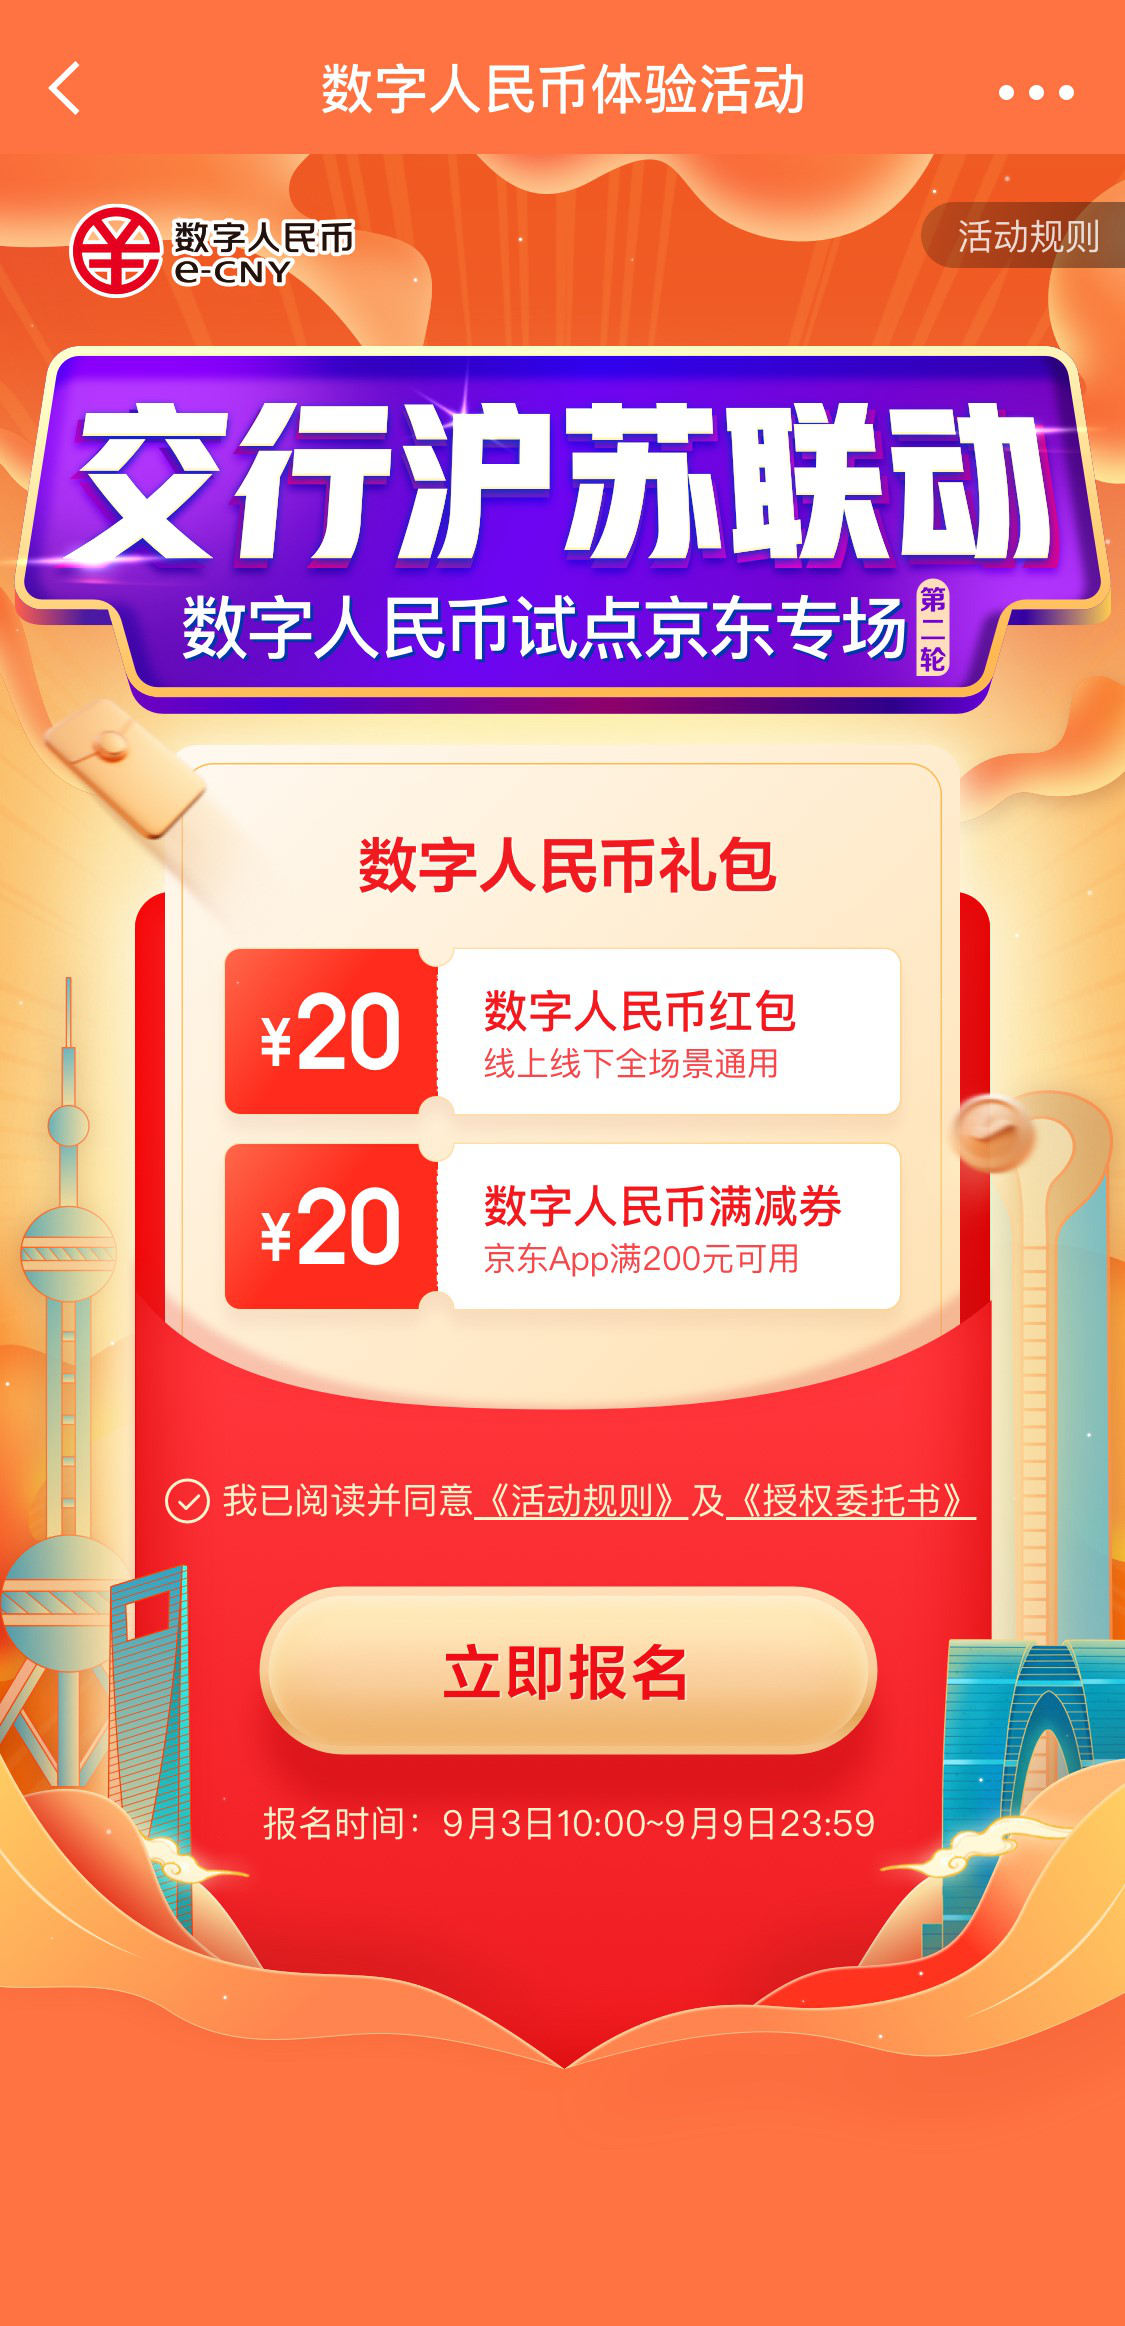 数字人民币体验活动
数字人民币
e-CNY
活动规则
交行沪苏联动
数字人民币试点京东专场
第二轮
数字人民币礼包
¥20
数字人民币红包
线上线下全场景通用
¥20
数字人民币满减券
京东App满200元可用
我已阅读并同意《活动规则》及《授权委托书》
立即报名
报名时间：9月3日10:00~9月9日23:59